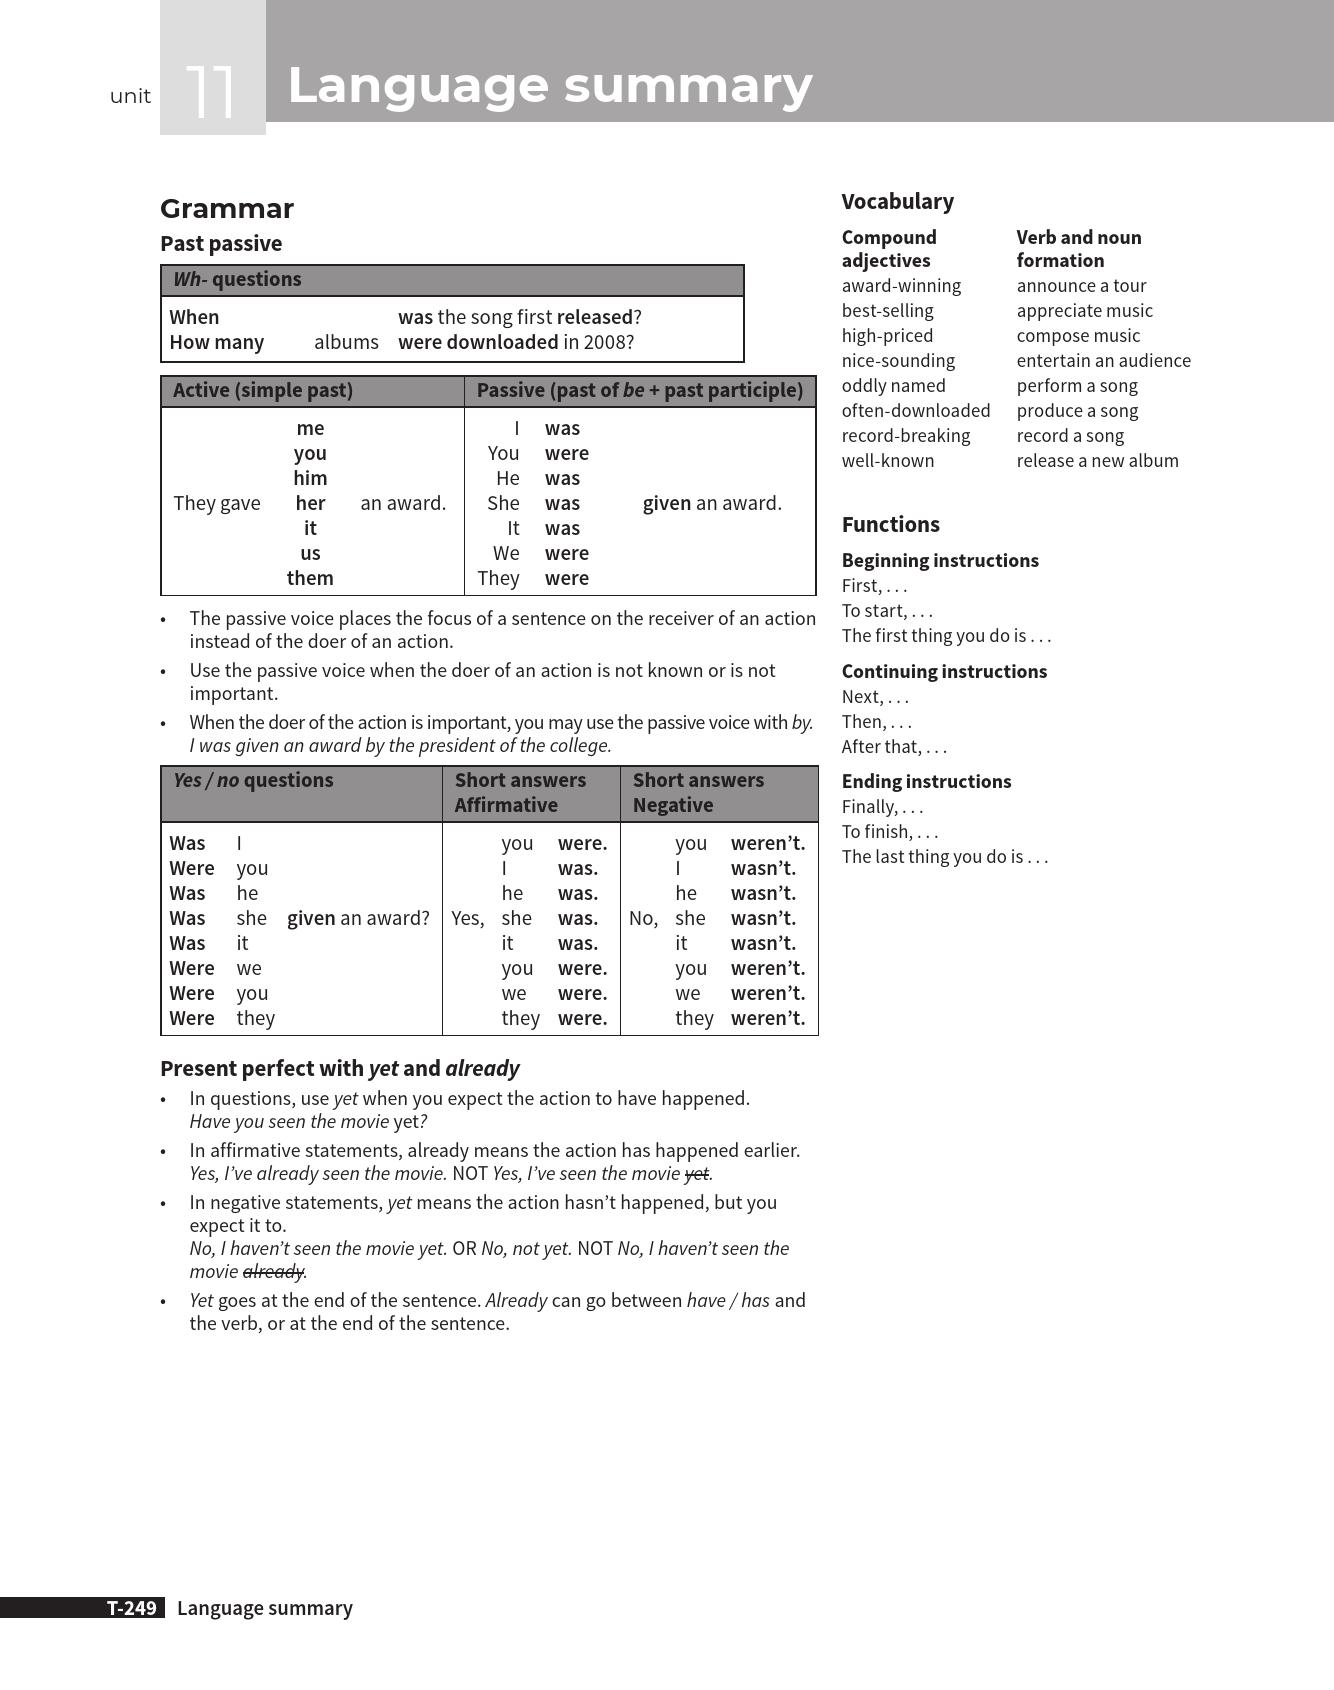 unit 11 Language summary
Grammar
Past passive
Wh- questions
When was the song first released?
How many albums were downloaded in 2008?
Active (simple past) Passive (past of be + past participle)
me I was
you You were
him He was
They gave her an award. She was given an award.
it It was
us We were
them They were
• The passive voice places the focus of a sentence on the receiver of an action
instead of the doer of an action.
• Use the passive voice when the doer of an action is not known or is not
important.
• When the doer of the action is important, you may use the passive voice with by.
I was given an award by the president of the college.
Yes / no questions Short answers Short answers
Affirmative Negative
Was I you were. you weren’t.
Were you I was. I wasn’t.
Was he he was. he wasn’t.
Was she given an award? Yes, she was. No, she wasn’t.
Was it it was. it wasn’t.
Were we you were. you weren’t.
Were you we were. we weren’t.
Were they they were. they weren’t.
Present perfect with yet and already
• In questions, use yet when you expect the action to have happened.
Have you seen the movie yet?
• In affirmative statements, already means the action has happened earlier.
Yes, I’ve already seen the movie. NOT Yes, I’ve seen the movie yet.
• In negative statements, yet means the action hasn’t happened, but you
expect it to.
No, I haven’t seen the movie yet. OR No, not yet. NOT No, I haven’t seen the
movie already.
• Yet goes at the end of the sentence. Already can go between have / has and
the verb, or at the end of the sentence.
Vocabulary
Compound
adjectives
award-winning
best-selling
high-priced
nice-sounding
oddly named
often-downloaded
record-breaking
well-known
Verb and noun
formation
announce a tour
appreciate music
compose music
entertain an audience
perform a song
produce a song
record a song
release a new album
Functions
Beginning instructions
First, . . .
To start, . . .
The first thing you do is . . .
Continuing instructions
Next, . . .
Then, . . .
After that, . . .
Ending instructions
Finally, . . .
To finish, . . .
The last thing you do is . . .
T-249 Language summary